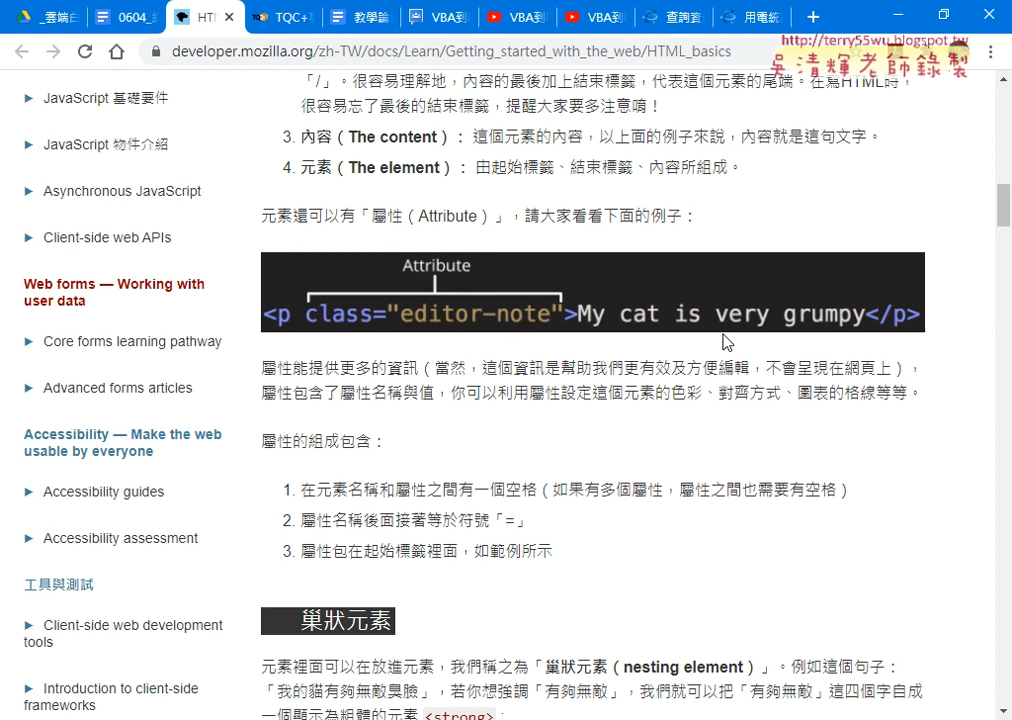 _雲端白
0604_
HTI
TQC+
教學論
VBA到
VBA到
VBA到
查詢資
用電統
developer.mozilla.org/zh-TW/docs/Learn/Getting_started_with_the_web/HTML_basics
http://terry55wu.blogspot.tw
吳清輝老師錄製
JavaScript 基礎要件
JavaScript 物件介紹
Asynchronous JavaScript
Client-side web APIs
Web forms — Working with
user data
Core forms learning pathway
Advanced forms articles
Accessibility — Make the web
usable by everyone
Accessibility guides
Accessibility assessment
工具與測試
Client-side web development
tools
Introduction to client-side
frameworks
「/」。很容易理解地，內容的最後加上結束標籤，代表這個元素的尾端。在寫HTML時，
很容易忘了最後的結束標籤，提醒大家要多注意唷！
3. 內容（The content）： 這個元素的內容，以上面的例子來說，內容就是這句文字。
4. 元素（The element）： 由起始標籤、結束標籤、內容所組成。
元素還可以有「屬性（Attribute）」，請大家看看下面的例子：
Attribute
<p class="editor-note">My cat is very grumpy</p>
屬性能提供更多的資訊（當然，這個資訊是幫助我們更有效及方便編輯，不會呈現在網頁上），
屬性包含了屬性名稱與值，你可以利用屬性設定這個元素的色彩、對齊方式、圖表的格線等等。
屬性的組成包含：
1. 在元素名稱和屬性之間有一個空格（如果有多個屬性，屬性之間也需要有空格）
2. 屬性名稱後面接著等於符號「=」
3. 屬性包在起始標籤裡面，如範例所示
巢狀元素
元素裡面可以在放進元素，我們稱之為「巢狀元素（nesting element）」。例如這個句子：
「我的貓有夠無敵臭臉」，若你想強調「有夠無敵」，我們就可以把「有夠無敵」這四個字自成
一個顯示為粗體的元素 <strong>：